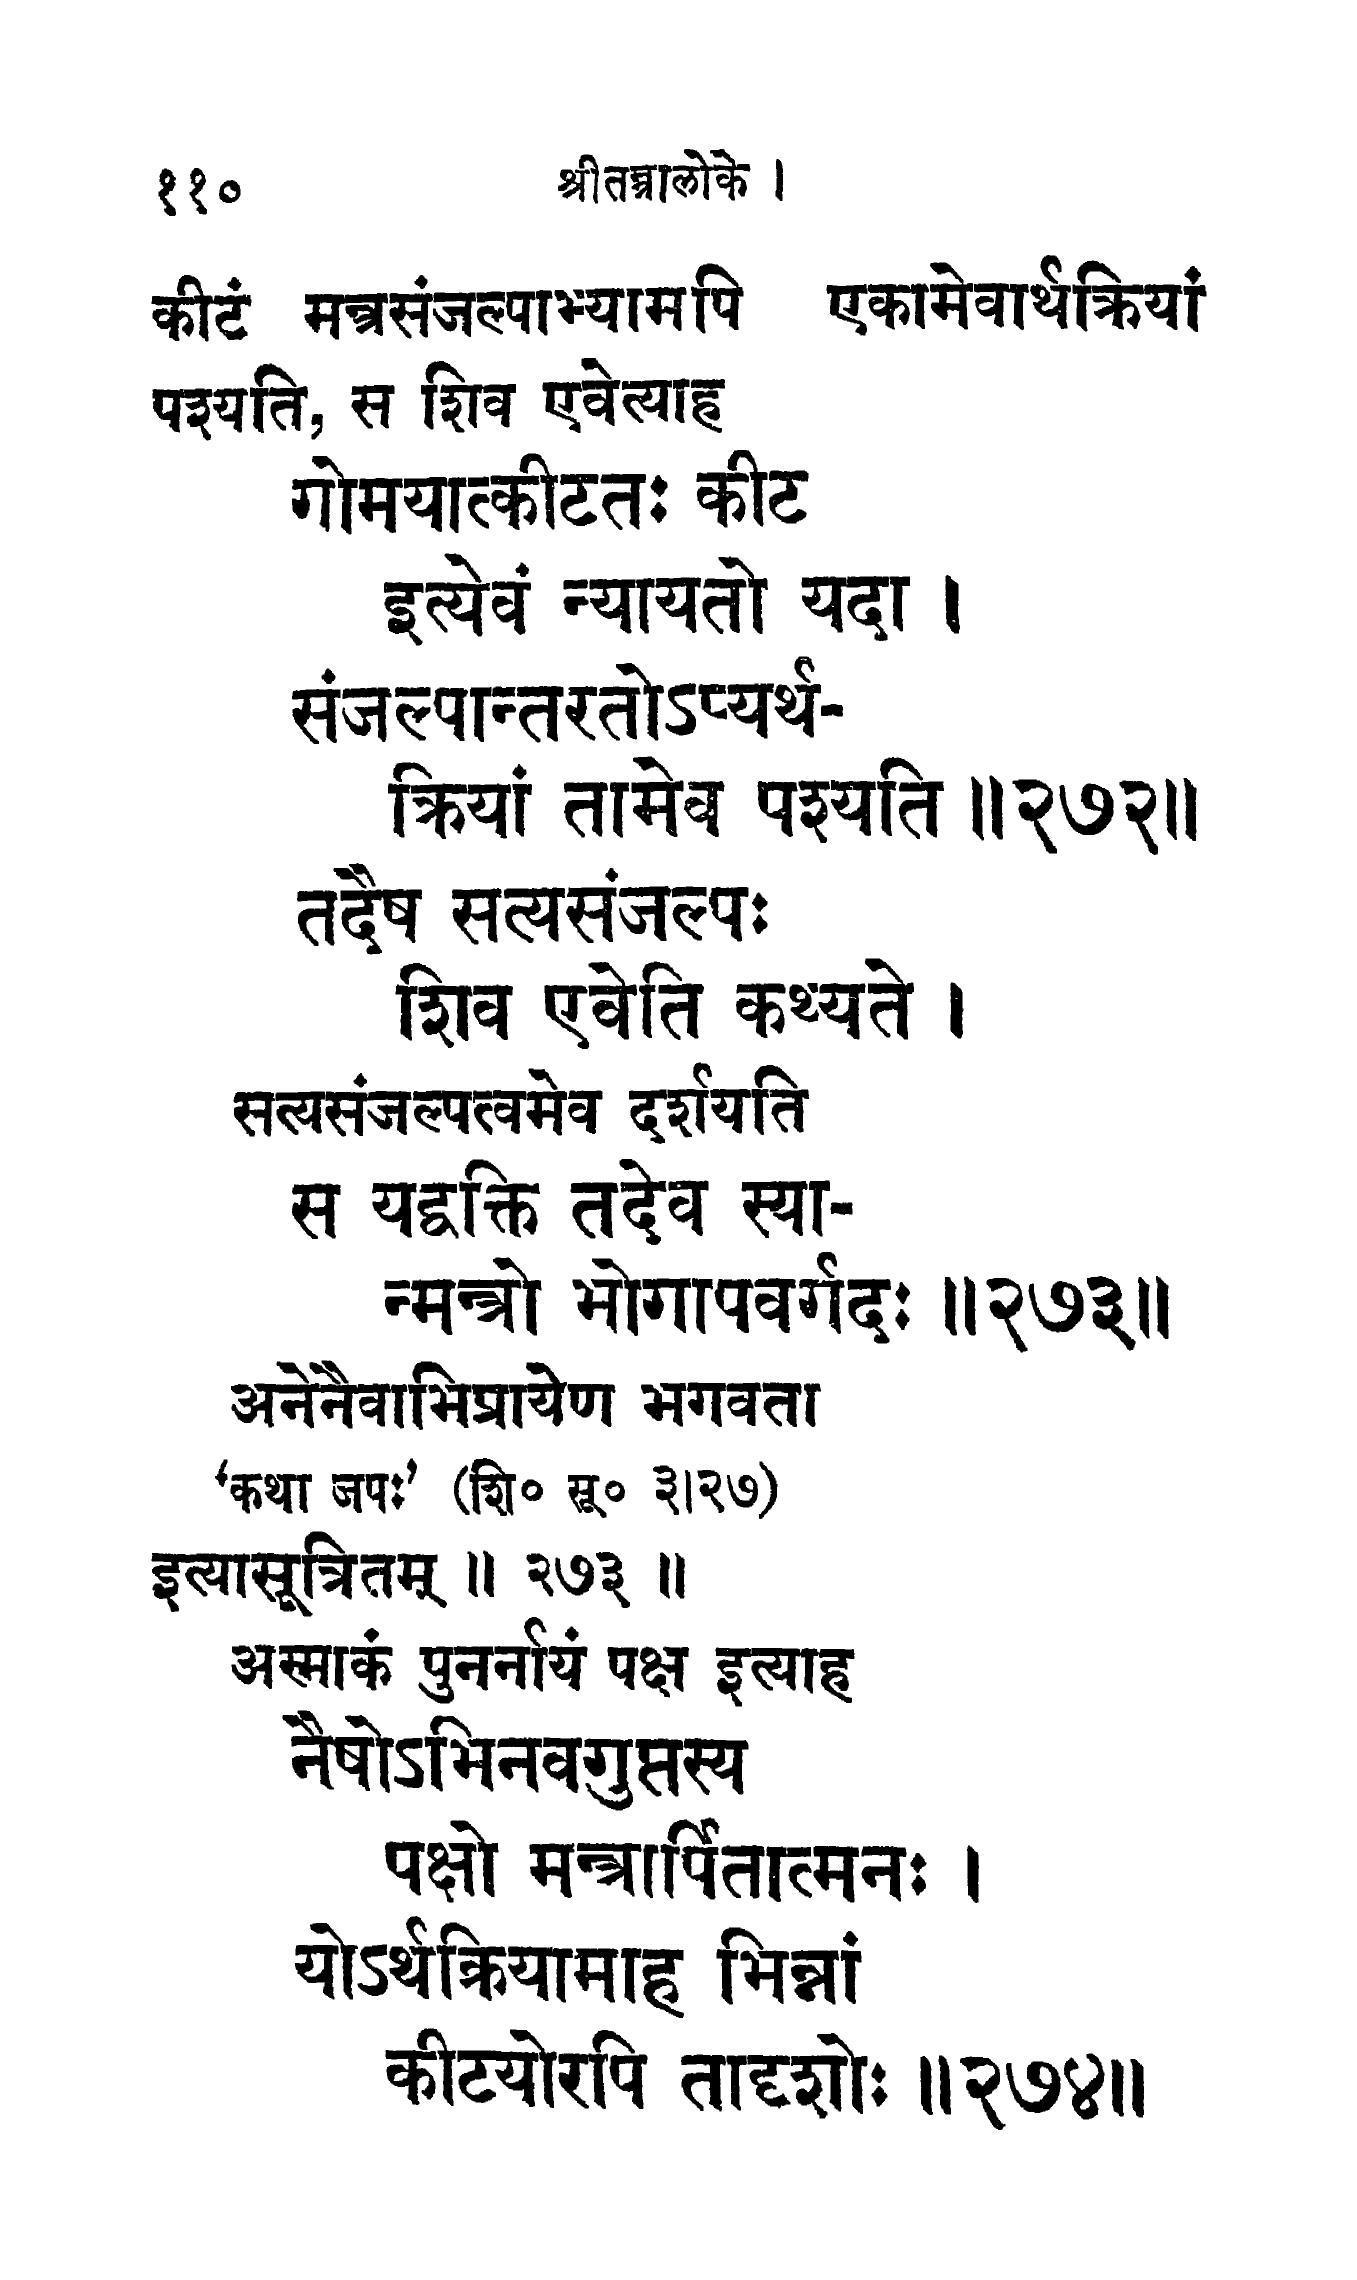 ११० श्रीतन्त्रालोके ।
कीटं मन्त्रसंजल्पाभ्यामपि एकामेवार्थक्रियां
पश्यति, स शिव एवेत्याह
गोमयात्कीटतः कीट
इत्येवं न्यायतो यदा ।
संजल्पान्तरतोऽप्यर्थ-
क्रियां तामेव पश्यति ॥२७२॥
तदैष सत्यसंजल्पः
शिव एवेति कथ्यते ।
सत्यसंजल्पत्वमेव दर्शयति
स यद्वक्ति तदेव स्या-
न्मन्त्रो भोगापवर्गदः ॥२७३॥
अनेनैवाभिप्रायेण भगवता
‘कथा जपः’ (शि० सू० ३।२७)
इत्यासूत्रितम् ॥ २७३ ॥
अस्माकं पुनर्नायं पक्ष इत्याह
नैषोऽभिनवगुप्तस्य
पक्षो मन्त्रार्पितात्मनः ।
योऽर्थक्रियामाह भिन्नां
कीटयोरपि तादृशोः ॥२७४॥